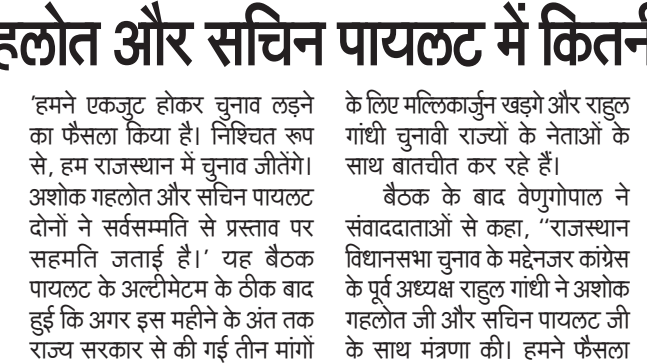 हलोत और सचिन पायलट में कितनी
'हमने एकजुट होकर चुनाव लड़ने
का फैसला किया है। निश्चित रूप
से, हम राजस्थान में चुनाव जीतेंगे।
अशोक गहलोत और सचिन पायलट
दोनों ने सर्वसम्मति से प्रस्ताव पर
सहमति जताई है।' यह बैठक
पायलट के अल्टीमेटम के ठीक बाद
हुई कि अगर इस महीने के अंत तक
राज्य सरकार से की गई तीन मांगों
के लिए मल्लिकार्जुन खड़गे और राहुल
गांधी चुनावी राज्यों के नेताओं के
साथ बातचीत कर रहे हैं।
बैठक के बाद वेणुगोपाल ने
संवाददाताओं से कहा, ‘‘राजस्थान
विधानसभा चुनाव के मद्देनजर कांग्रेस
के पूर्व अध्यक्ष राहुल गांधी ने अशोक
गहलोत जी और सचिन पायलट जी
के साथ मंत्रणा की। हमने फैसला